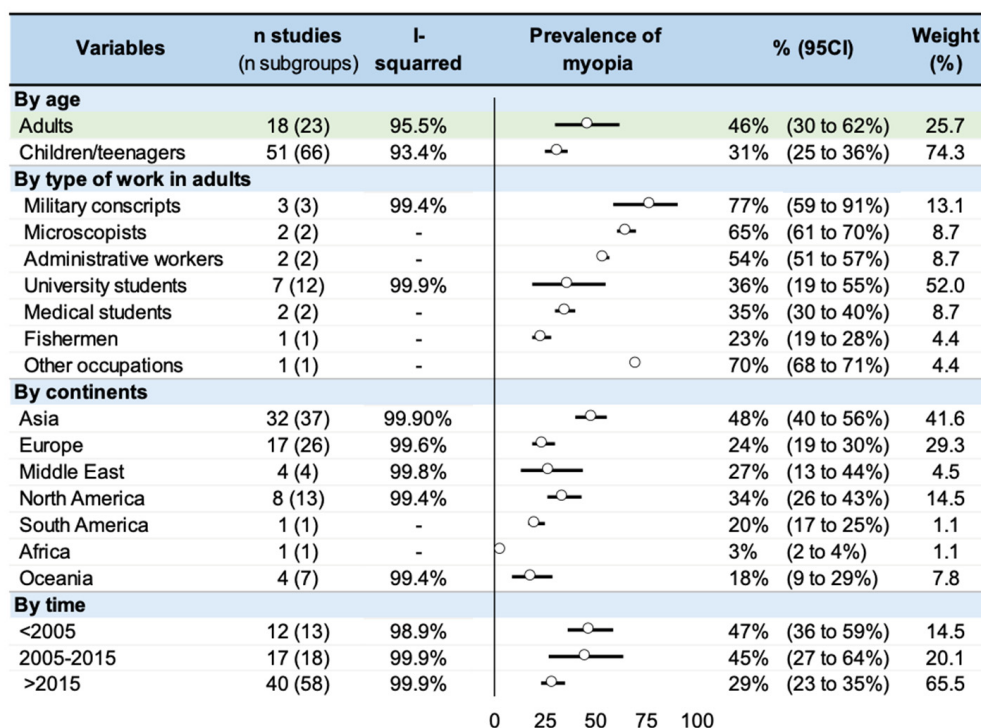 Variables n studies (n subgroups) I-squarred Prevalence of myopia % (95CI) Weight (%)
By age
Adults 18 (23) 95.5% 46% (30 to 62%) 25.7
Children/teenagers 51 (66) 93.4% 31% (25 to 36%) 74.3
By type of work in adults
Military conscripts 3 (3) 99.4% 77% (59 to 91%) 13.1
Microscopists 2 (2) - 65% (61 to 70%) 8.7
Administrative workers 2 (2) - 54% (51 to 57%) 8.7
University students 7 (12) 99.9% 36% (19 to 55%) 52.0
Medical students 2 (2) - 35% (30 to 40%) 8.7
Fishermen 1 (1) - 23% (19 to 28%) 4.4
Other occupations 1 (1) - 70% (68 to 71%) 4.4
By continents
Asia 32 (37) 99.90% 48% (40 to 56%) 41.6
Europe 17 (26) 99.6% 24% (19 to 30%) 29.3
Middle East 4 (4) 99.8% 27% (13 to 44%) 4.5
North America 8 (13) 99.4% 34% (26 to 43%) 14.5
South America 1 (1) - 20% (17 to 25%) 1.1
Africa 1 (1) - 3% (2 to 4%) 1.1
Oceania 4 (7) 99.4% 18% (9 to 29%) 7.8
By time
<2005 12 (13) 98.9% 47% (36 to 59%) 14.5
2005-2015 17 (18) 99.9% 45% (27 to 64%) 20.1
>2015 40 (58) 99.9% 29% (23 to 35%) 65.5
0 25 50 75 100